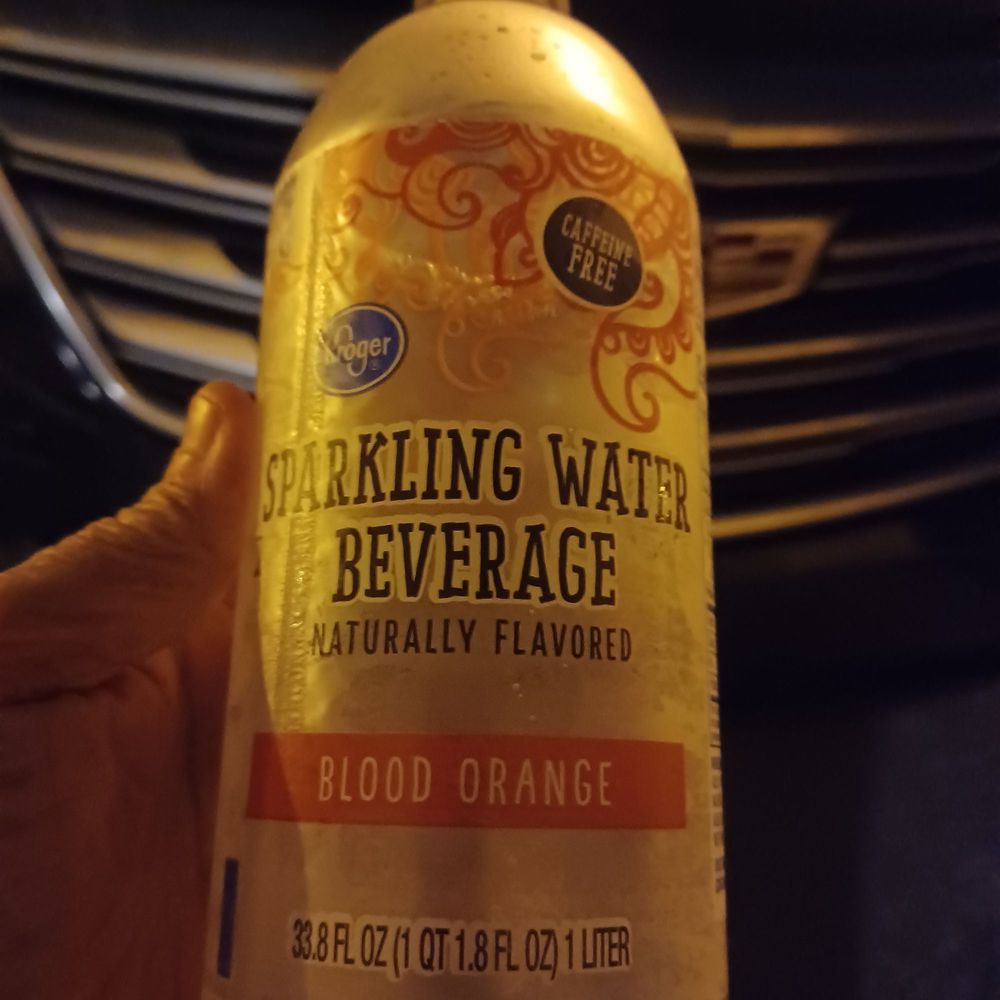 CAFFEINE
FREE
Kroger
SPARKLING WATER
BEVERAGE
NATURALLY FLAVORED
BLOOD ORANGE
33.8 FL OZ (1 QT 1.8 FL OZ) 1 LITER